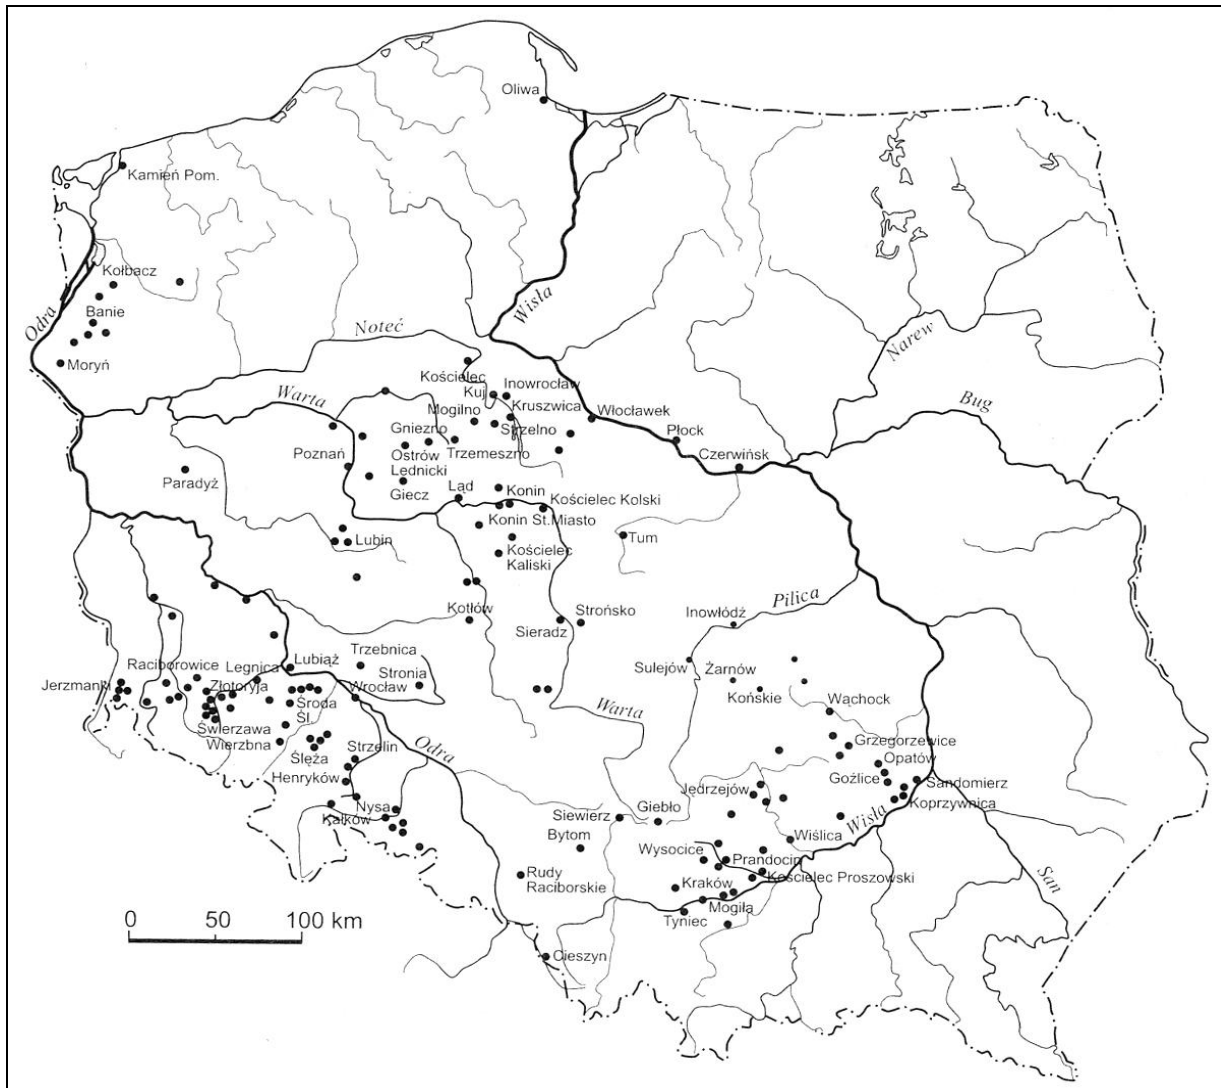 Oliwa
Kamień Pom.
Kołbacz
Banie
Moryń
Odra
Wisła
Noteć
Narew
Bug
Warta
Kościelec
Kuj
Inowrocław
Mogilno
Kruszwica
Włocławek
Gniezno
Strzelno
Płock
Poznań
Ostrów
Lednicki
Trzemeszno
Czerwińsk
Paradyż
Giecz
Ląd
Konin
Kościelec Kolski
Konin St.Miasto
Lubin
Kościelec
Kaliski
Tum
Kotłów
Sieradz
Strońsko
Inowłódź
Pilica
Sulejów
Żarnów
Końskie
Wąchock
Raciborowice
Legnica
Lubiąż
Trzebnica
Stronia
Jerzmanki
Złotoryja
Wrocław
Środa
Śl.
Świerzawa
Wierzbna
Warta
Ślęża
Strzelin
Odra
Henryków
Nysa
Kałków
Grzegorzewice
Opatów
Goźlice
Sandomierz
Koprzywnica
Jędrzejów
Giebło
Siewierz
Wisła
Bytom
Wiślica
Wysocice
Prandocin
Rudy
Raciborskie
Kraków
Kościelec Proszowski
Mogiła
Tyniec
San
Cieszyn
0 50 100 km